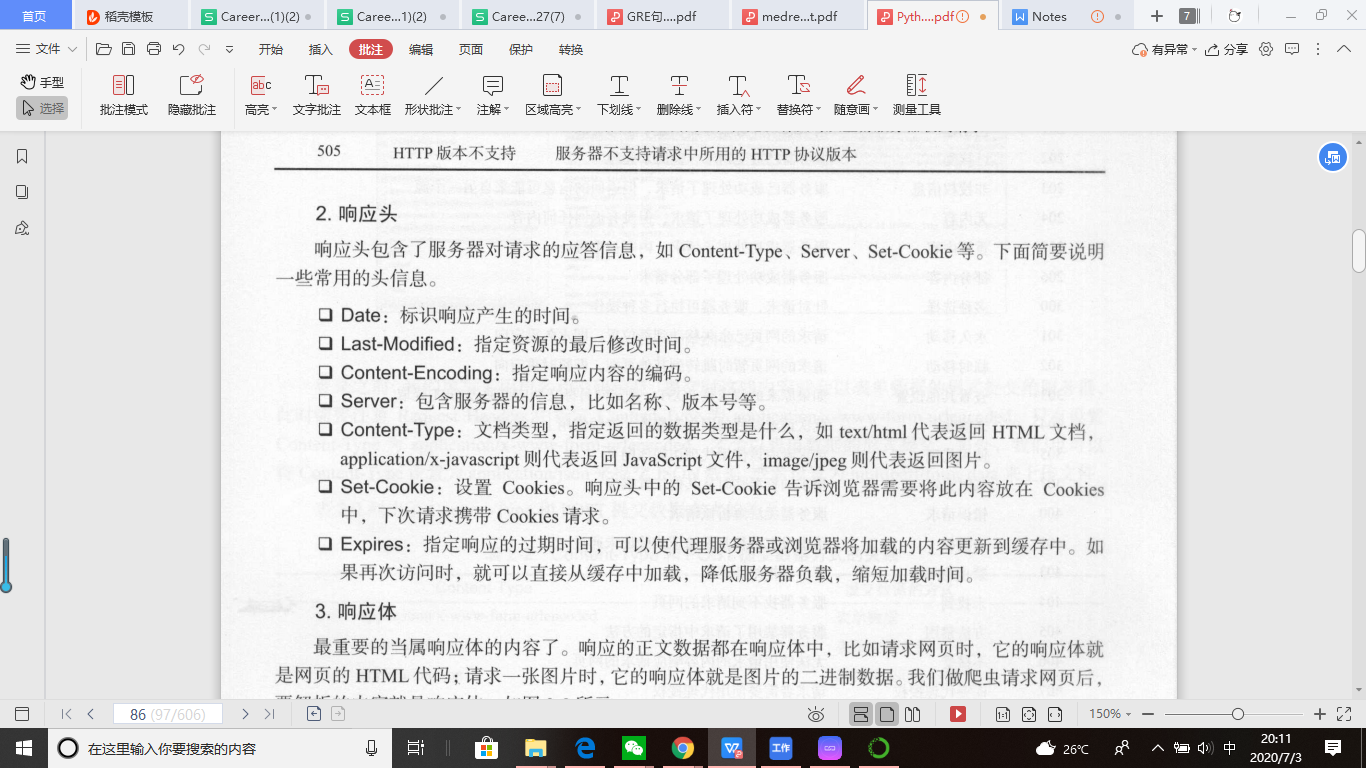 首页
稻壳模板
Career...(1)(2)
Caree...1)(2)
Caree...27(7)
GRE句....pdf
medre...t.pdf
Pyth....pdf
Notes
7
文件
开始
插入
批注
编辑
页面
保护
转换
有异常
分享
手型
选择
批注模式
隐藏批注
高亮
文字批注
文本框
形状批注
注解
区域高亮
下划线
删除线
插入符
替换符
随意画
测量工具
505 HTTP 版本不支持 服务器不支持请求中所用的 HTTP 协议版本
2. 响应头
响应头包含了服务器对请求的应答信息，如 Content-Type、Server、Set-Cookie 等。下面简要说明
一些常用的头信息。
❑ Date：标识响应产生的时间。
❑ Last-Modified：指定资源的最后修改时间。
❑ Content-Encoding：指定响应内容的编码。
❑ Server：包含服务器的信息，比如名称、版本号等。
❑ Content-Type：文档类型，指定返回的数据类型是什么，如 text/html 代表返回 HTML 文档，
application/x-javascript 则代表返回 JavaScript 文件，image/jpeg 则代表返回图片。
❑ Set-Cookie：设置 Cookies。响应头中的 Set-Cookie 告诉浏览器需要将此内容放在 Cookies
中，下次请求携带 Cookies 请求。
❑ Expires：指定响应的过期时间，可以使代理服务器或浏览器将加载的内容更新到缓存中。如
果再次访问时，就可以直接从缓存中加载，降低服务器负载，缩短加载时间。
3. 响应体
最重要的当属响应体的内容了。响应的正文数据都在响应体中，比如请求网页时，它的响应体就
是网页的 HTML 代码；请求一张图片时，它的响应体就是图片的二进制数据。我们做爬虫请求网页后，
86 (97/606)
150%
在这里输入你要搜索的内容
工作
26°C
中
20:11
2020/7/3